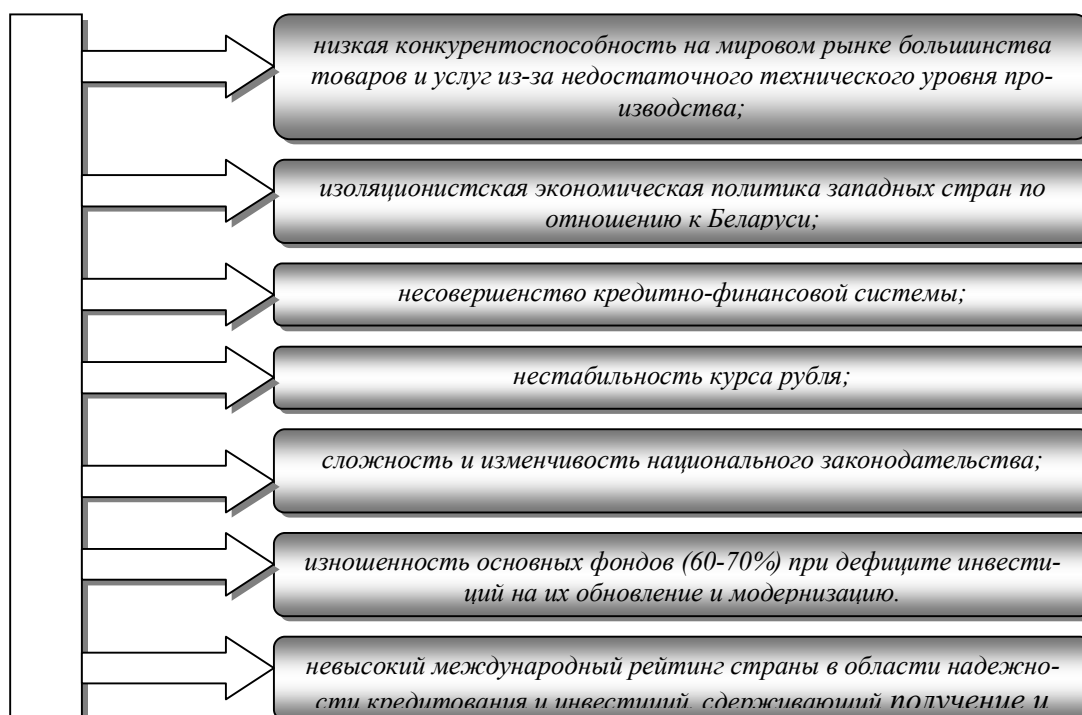 низкая конкурентоспособность на мировом рынке большинства
товаров и услуг из-за недостаточного технического уровня про-
изводства;
изоляционистская экономическая политика западных стран по
отношению к Беларуси;
несовершенство кредитно-финансовой системы;
нестабильность курса рубля;
сложность и изменчивость национального законодательства;
изношенность основных фондов (60-70%) при дефиците инвести-
ций на их обновление и модернизацию.
невысокий международный рейтинг страны в области надежно-
сти кредитования и инвестиций, сдерживающий получение и